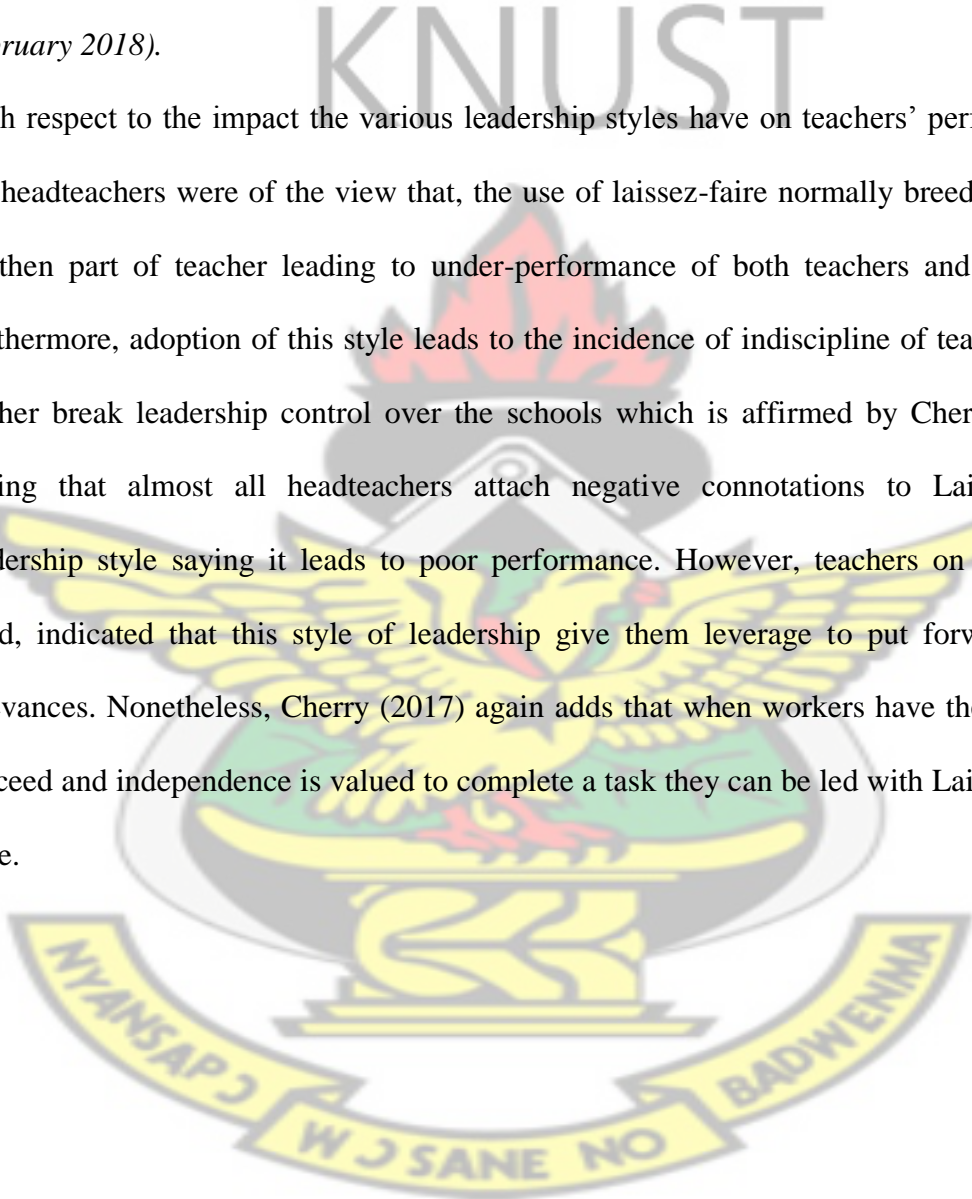 KNUST
ruary 2018).
h respect to the impact the various leadership styles have on teachers’ per
headteachers were of the view that, the use of laissez-faire normally breed
then part of teacher leading to under-performance of both teachers and
thermore, adoption of this style leads to the incidence of indiscipline of tea
her break leadership control over the schools which is affirmed by Cher
ing that almost all headteachers attach negative connotations to Lai
dership style saying it leads to poor performance. However, teachers on
d, indicated that this style of leadership give them leverage to put forw
evances. Nonetheless, Cherry (2017) again adds that when workers have the
ceed and independence is valued to complete a task they can be led with Lai
e.
NYANSAPƆ WƆSANE NO BADWENMA